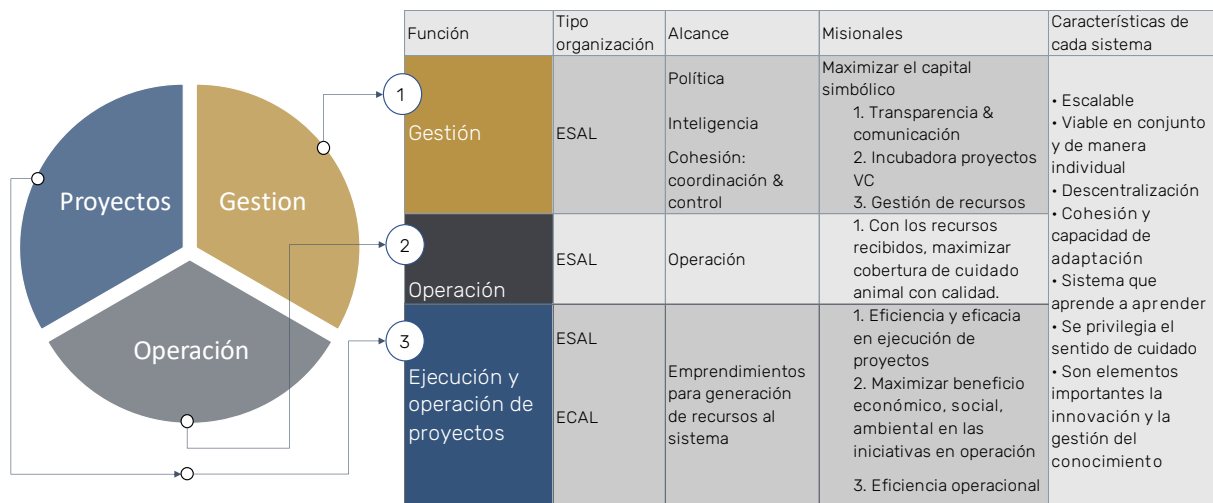 Proyectos
Gestion
Operación
Función
Tipo
organización
Alcance
Misionales
Características de
cada sistema
1
Gestión
ESAL
Política
Inteligencia
Cohesión:
coordinación &
control
Maximizar el capital
simbólico
1. Transparencia &
comunicación
2. Incubadora proyectos
VC
3. Gestión de recursos
2
Operación
ESAL
Operación
1. Con los recursos
recibidos, maximizar
cobertura de cuidado
animal con calidad.
3
Ejecución y
operación de
proyectos
ESAL
ECAL
Emprendimientos
para generación
de recursos al
sistema
1. Eficiencia y eficacia
en ejecución de
proyectos
2. Maximizar beneficio
económico, social,
ambiental en las
iniciativas en operación
3. Eficiencia operacional
• Escalable
• Viable en conjunto
y de manera
individual
• Descentralización
• Cohesión y
capacidad de
adaptación
• Sistema que
aprende a aprender
• Se privilegia el
sentido de cuidado
• Son elementos
importantes la
innovación y la
gestión del
conocimiento